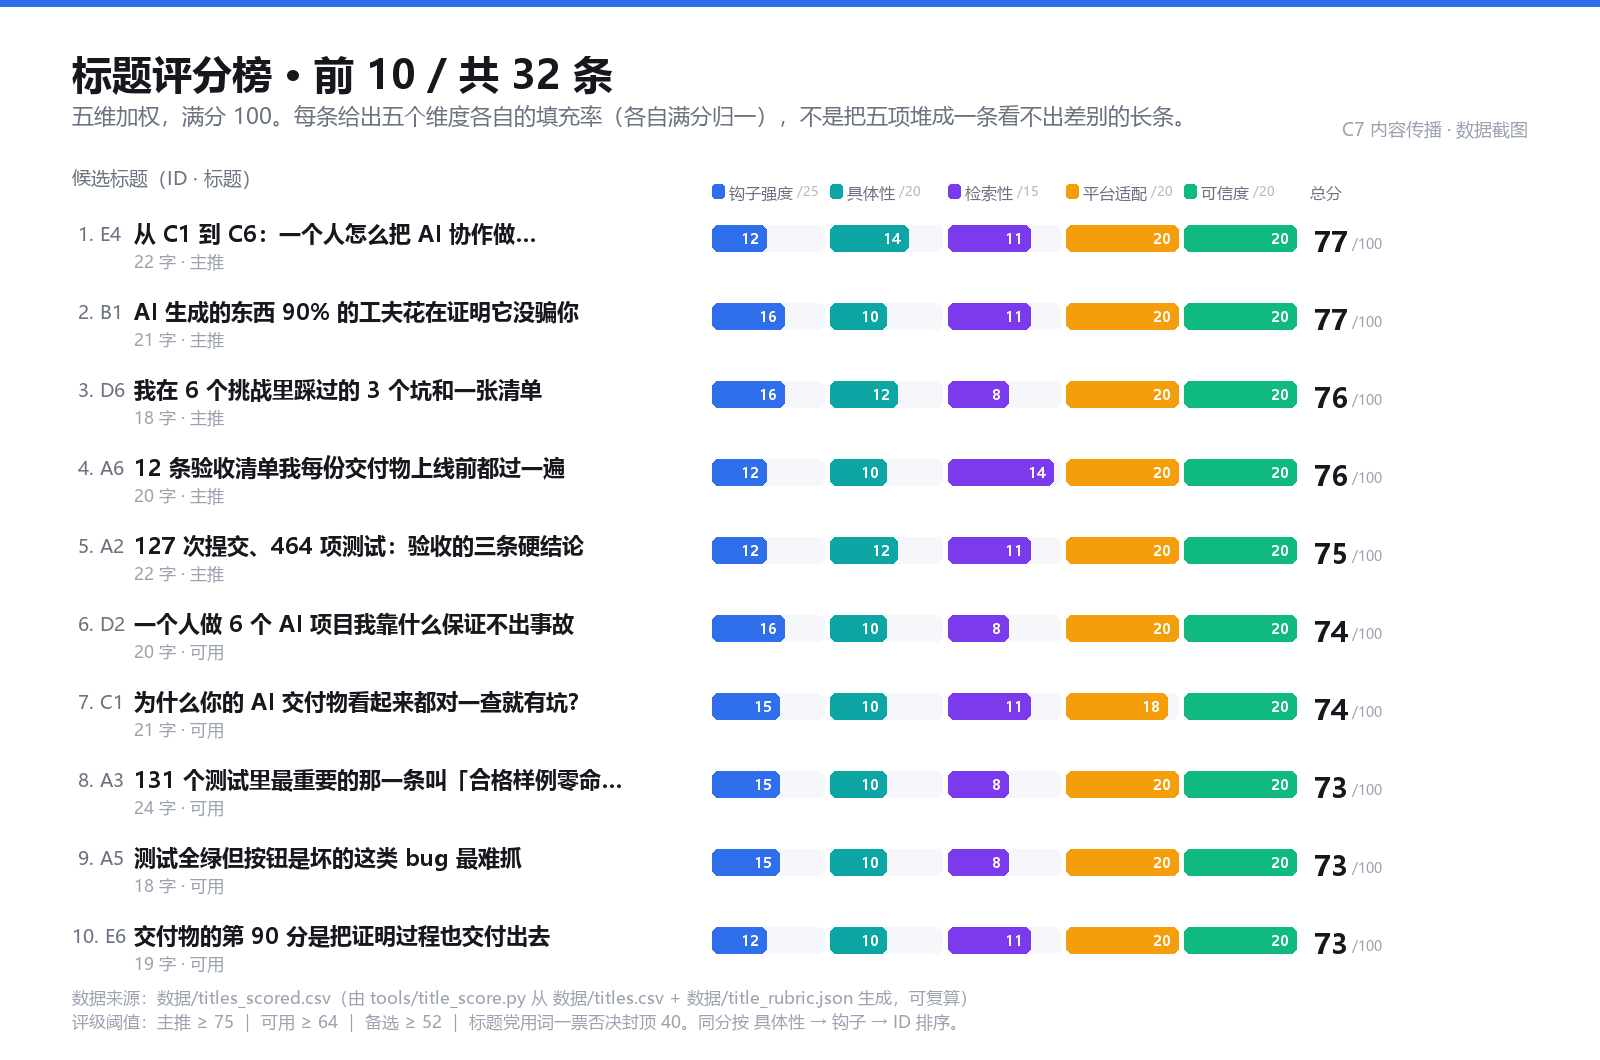 标题评分榜 • 前 10 / 共 32 条
五维加权，满分 100。每条给出五个维度各自的填充率（各自满分归一），不是把五项堆成一条看不出差别的长条。
C7 内容传播 · 数据截图
候选标题（ID · 标题） 钩子强度 /25 具体性 /20 检索性 /15 平台适配 /20 可信度 /20 总分
1. E4 从 C1 到 C6：一个人怎么把 AI 协作做… 12 14 11 20 20 77 /100
22 字 · 主推
2. B1 AI 生成的东西 90% 的工夫花在证明它没骗你 16 10 11 20 20 77 /100
21 字 · 主推
3. D6 我在 6 个挑战里踩过的 3 个坑和一张清单 16 12 8 20 20 76 /100
18 字 · 主推
4. A6 12 条验收清单我每份交付物上线前都过一遍 12 10 14 20 20 76 /100
20 字 · 主推
5. A2 127 次提交、464 项测试：验收的三条硬结论 12 12 11 20 20 75 /100
22 字 · 主推
6. D2 一个人做 6 个 AI 项目我靠什么保证不出事故 16 10 8 20 20 74 /100
20 字 · 可用
7. C1 为什么你的 AI 交付物看起来都对一查就有坑？ 15 10 11 18 20 74 /100
21 字 · 可用
8. A3 131 个测试里最重要的那一条叫「合格样例零命… 15 10 8 20 20 73 /100
24 字 · 可用
9. A5 测试全绿但按钮是坏的这类 bug 最难抓 15 10 8 20 20 73 /100
18 字 · 可用
10. E6 交付物的第 90 分是把证明过程也交付出去 12 10 11 20 20 73 /100
19 字 · 可用
数据来源：数据/titles_scored.csv（由 tools/title_score.py 从 数据/titles.csv + 数据/title_rubric.json 生成，可复算）
评级阈值：主推 ≥ 75 ｜ 可用 ≥ 64 ｜ 备选 ≥ 52 ｜ 标题党用词一票否决封顶 40。同分按 具体性 → 钩子 → ID 排序。